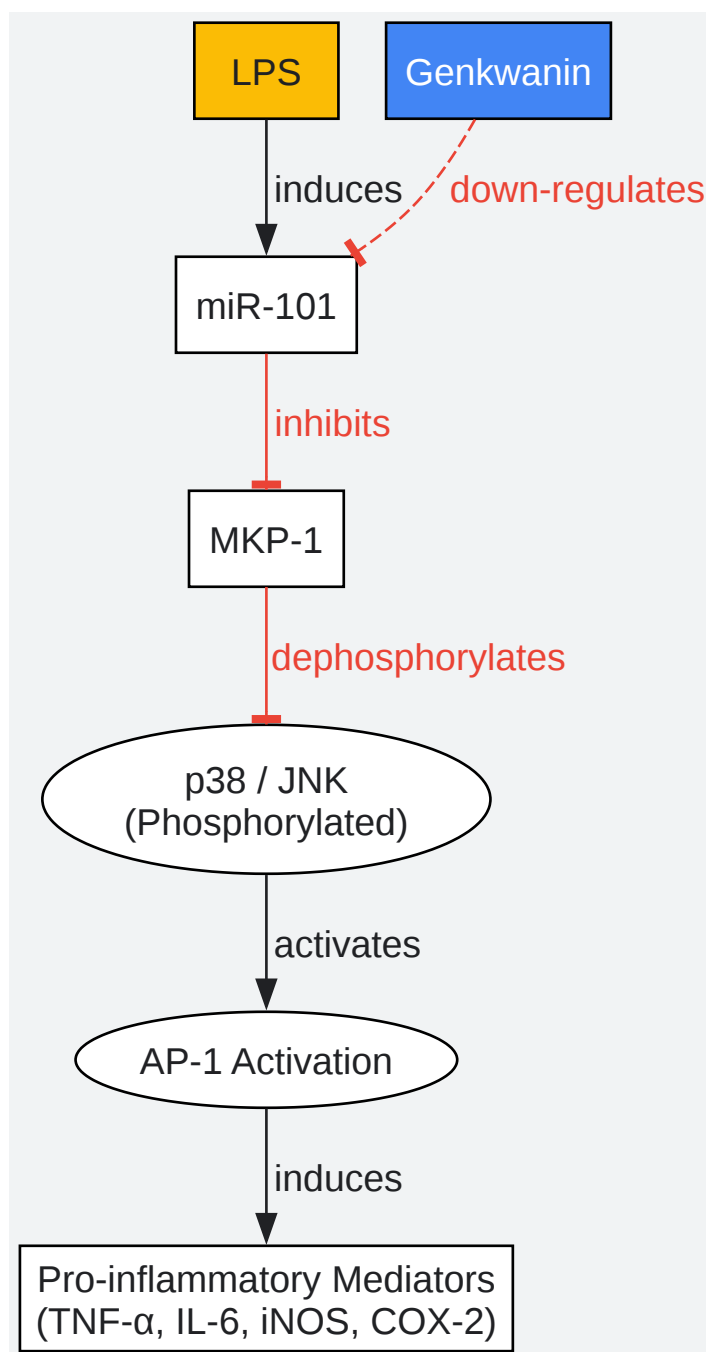 LPS
Genkwanin
induces
down-regulates
miR-101
inhibits
MKP-1
dephosphorylates
p38 / JNK
(Phosphorylated)
activates
AP-1 Activation
induces
Pro-inflammatory Mediators
(TNF-α, IL-6, iNOS, COX-2)